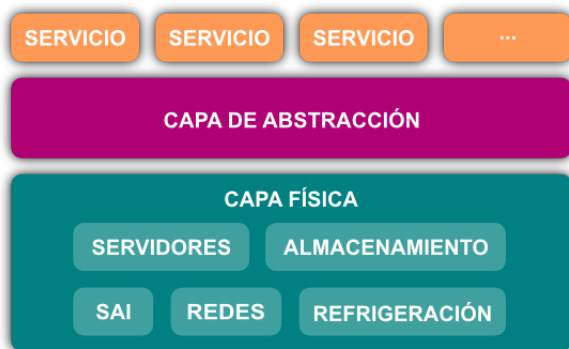 SERVICIO SERVICIO SERVICIO ...
CAPA DE ABSTRACCIÓN
CAPA FÍSICA
SERVIDORES ALMACENAMIENTO
SAI REDES REFRIGERACIÓN